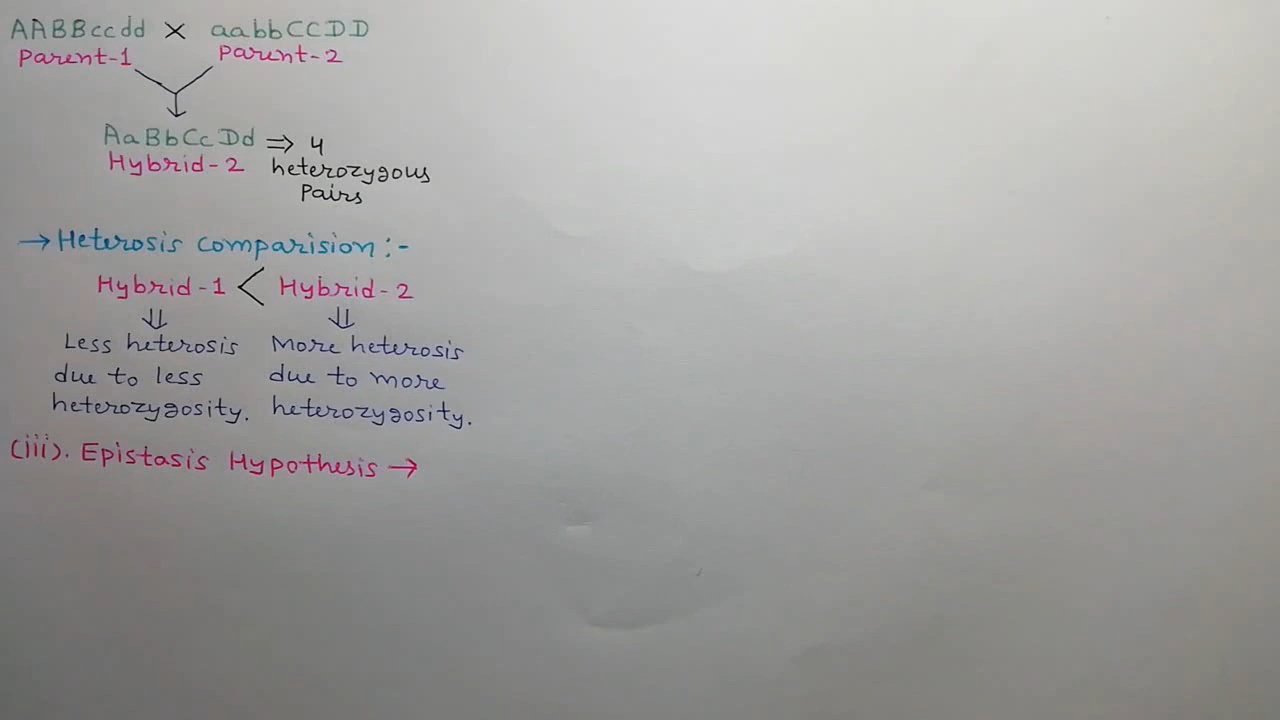 AABBccdd × aabbCCDD
Parent-1 Parent-2
AaBbCcDd ⇒ 4
Hybrid-2 heterozygous
Pairs
→ Heterosis comparision :-
Hybrid-1 < Hybrid-2
⇓ ⇓
Less heterosis More heterosis
due to less due to more
heterozygosity. heterozygosity.
(iii). Epistasis Hypothesis →